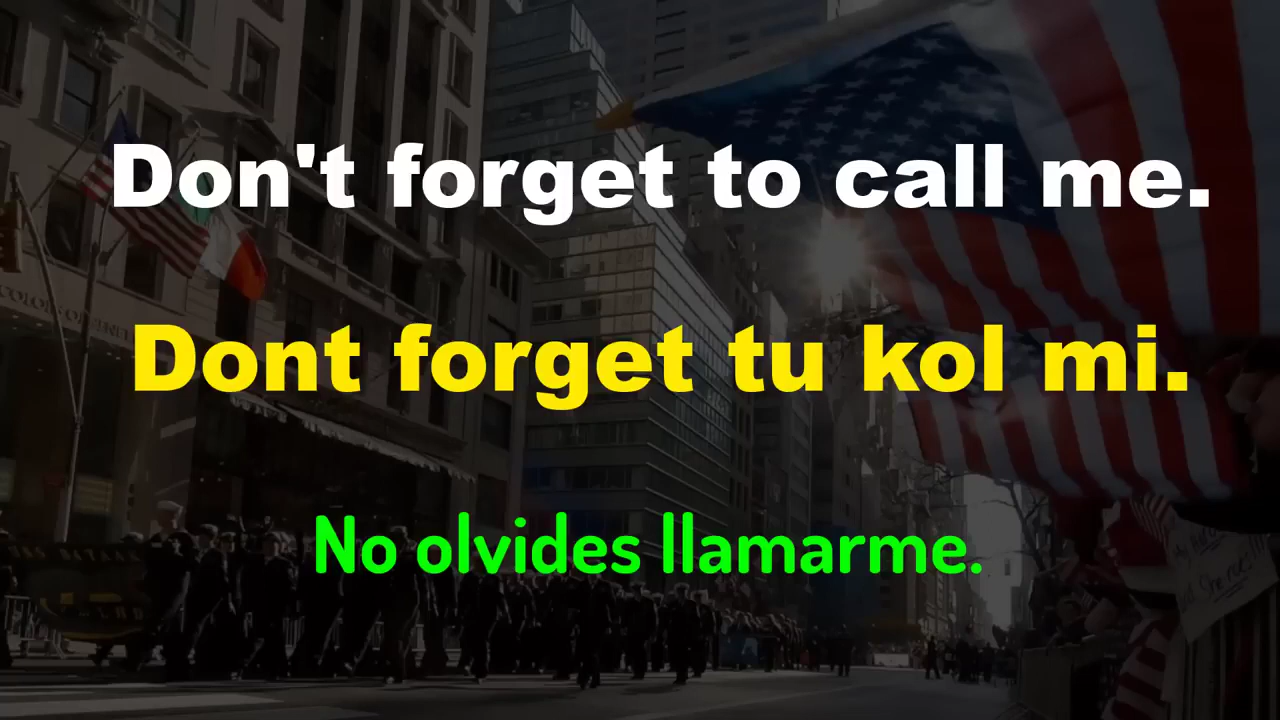 Don't forget to call me.
Dont forget tu kol mi.
No olvides llamarme.